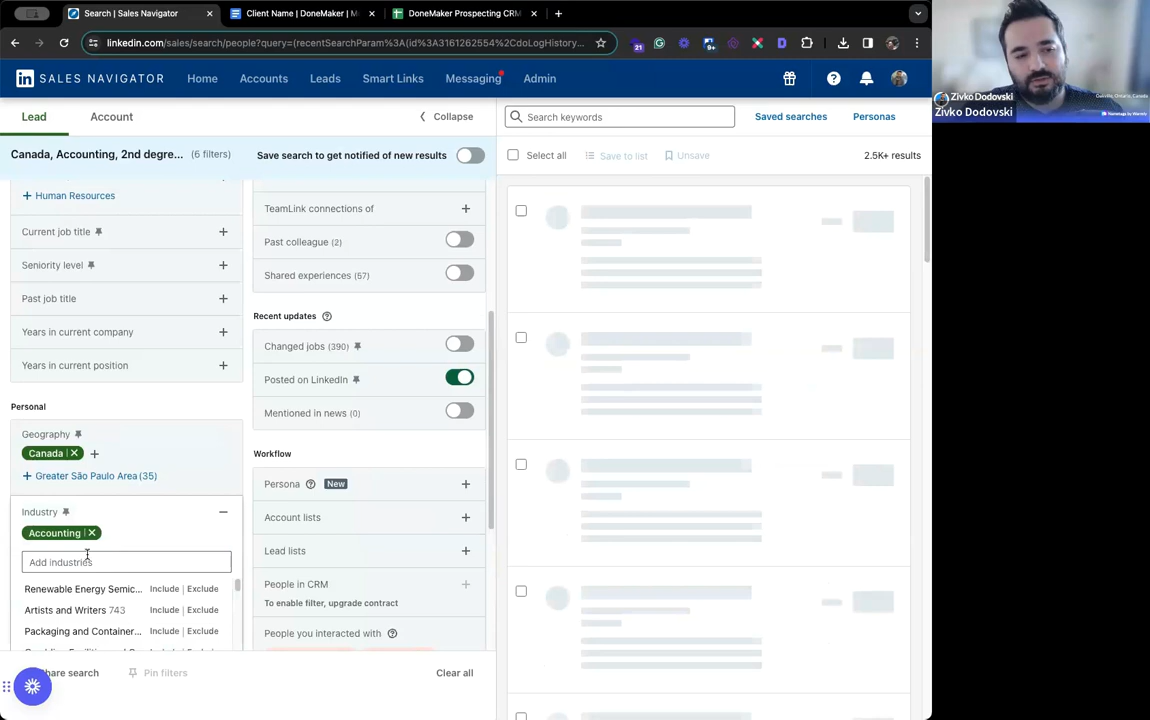 Search | Sales Navigator
Client Name | DoneMaker | M
DoneMaker Prospecting CRM
linkedin.com/sales/search/people?query=(recentSearchParam%3A(id%3A3161262554%2CdoLogHistory...
21
9+
in SALES NAVIGATOR
Home
Accounts
Leads
Smart Links
Messaging
Admin
Lead
Account
Collapse
Search keywords
Saved searches
Personas
Canada, Accounting, 2nd degre... (6 filters)
Save search to get notified of new results
Select all
Save to list
Unsave
2.5K+ results
+ Human Resources
Current job title
Seniority level
Past job title
Years in current company
Years in current position
Personal
Geography
Canada
Greater São Paulo Area (35)
Industry
Accounting
Add industries
Renewable Energy Semic... Include | Exclude
Artists and Writers 743 Include | Exclude
Packaging and Container... Include | Exclude
TeamLink connections of
Past colleague (2)
Shared experiences (57)
Recent updates
Changed jobs (390)
Posted on LinkedIn
Mentioned in news (0)
Workflow
Persona New
Account lists
Lead lists
People in CRM
To enable filter, upgrade contract
People you interacted with
Share search
Pin filters
Clear all
Zivko Dodovski
Oakville, Ontario, Canada
Zivko Dodovski